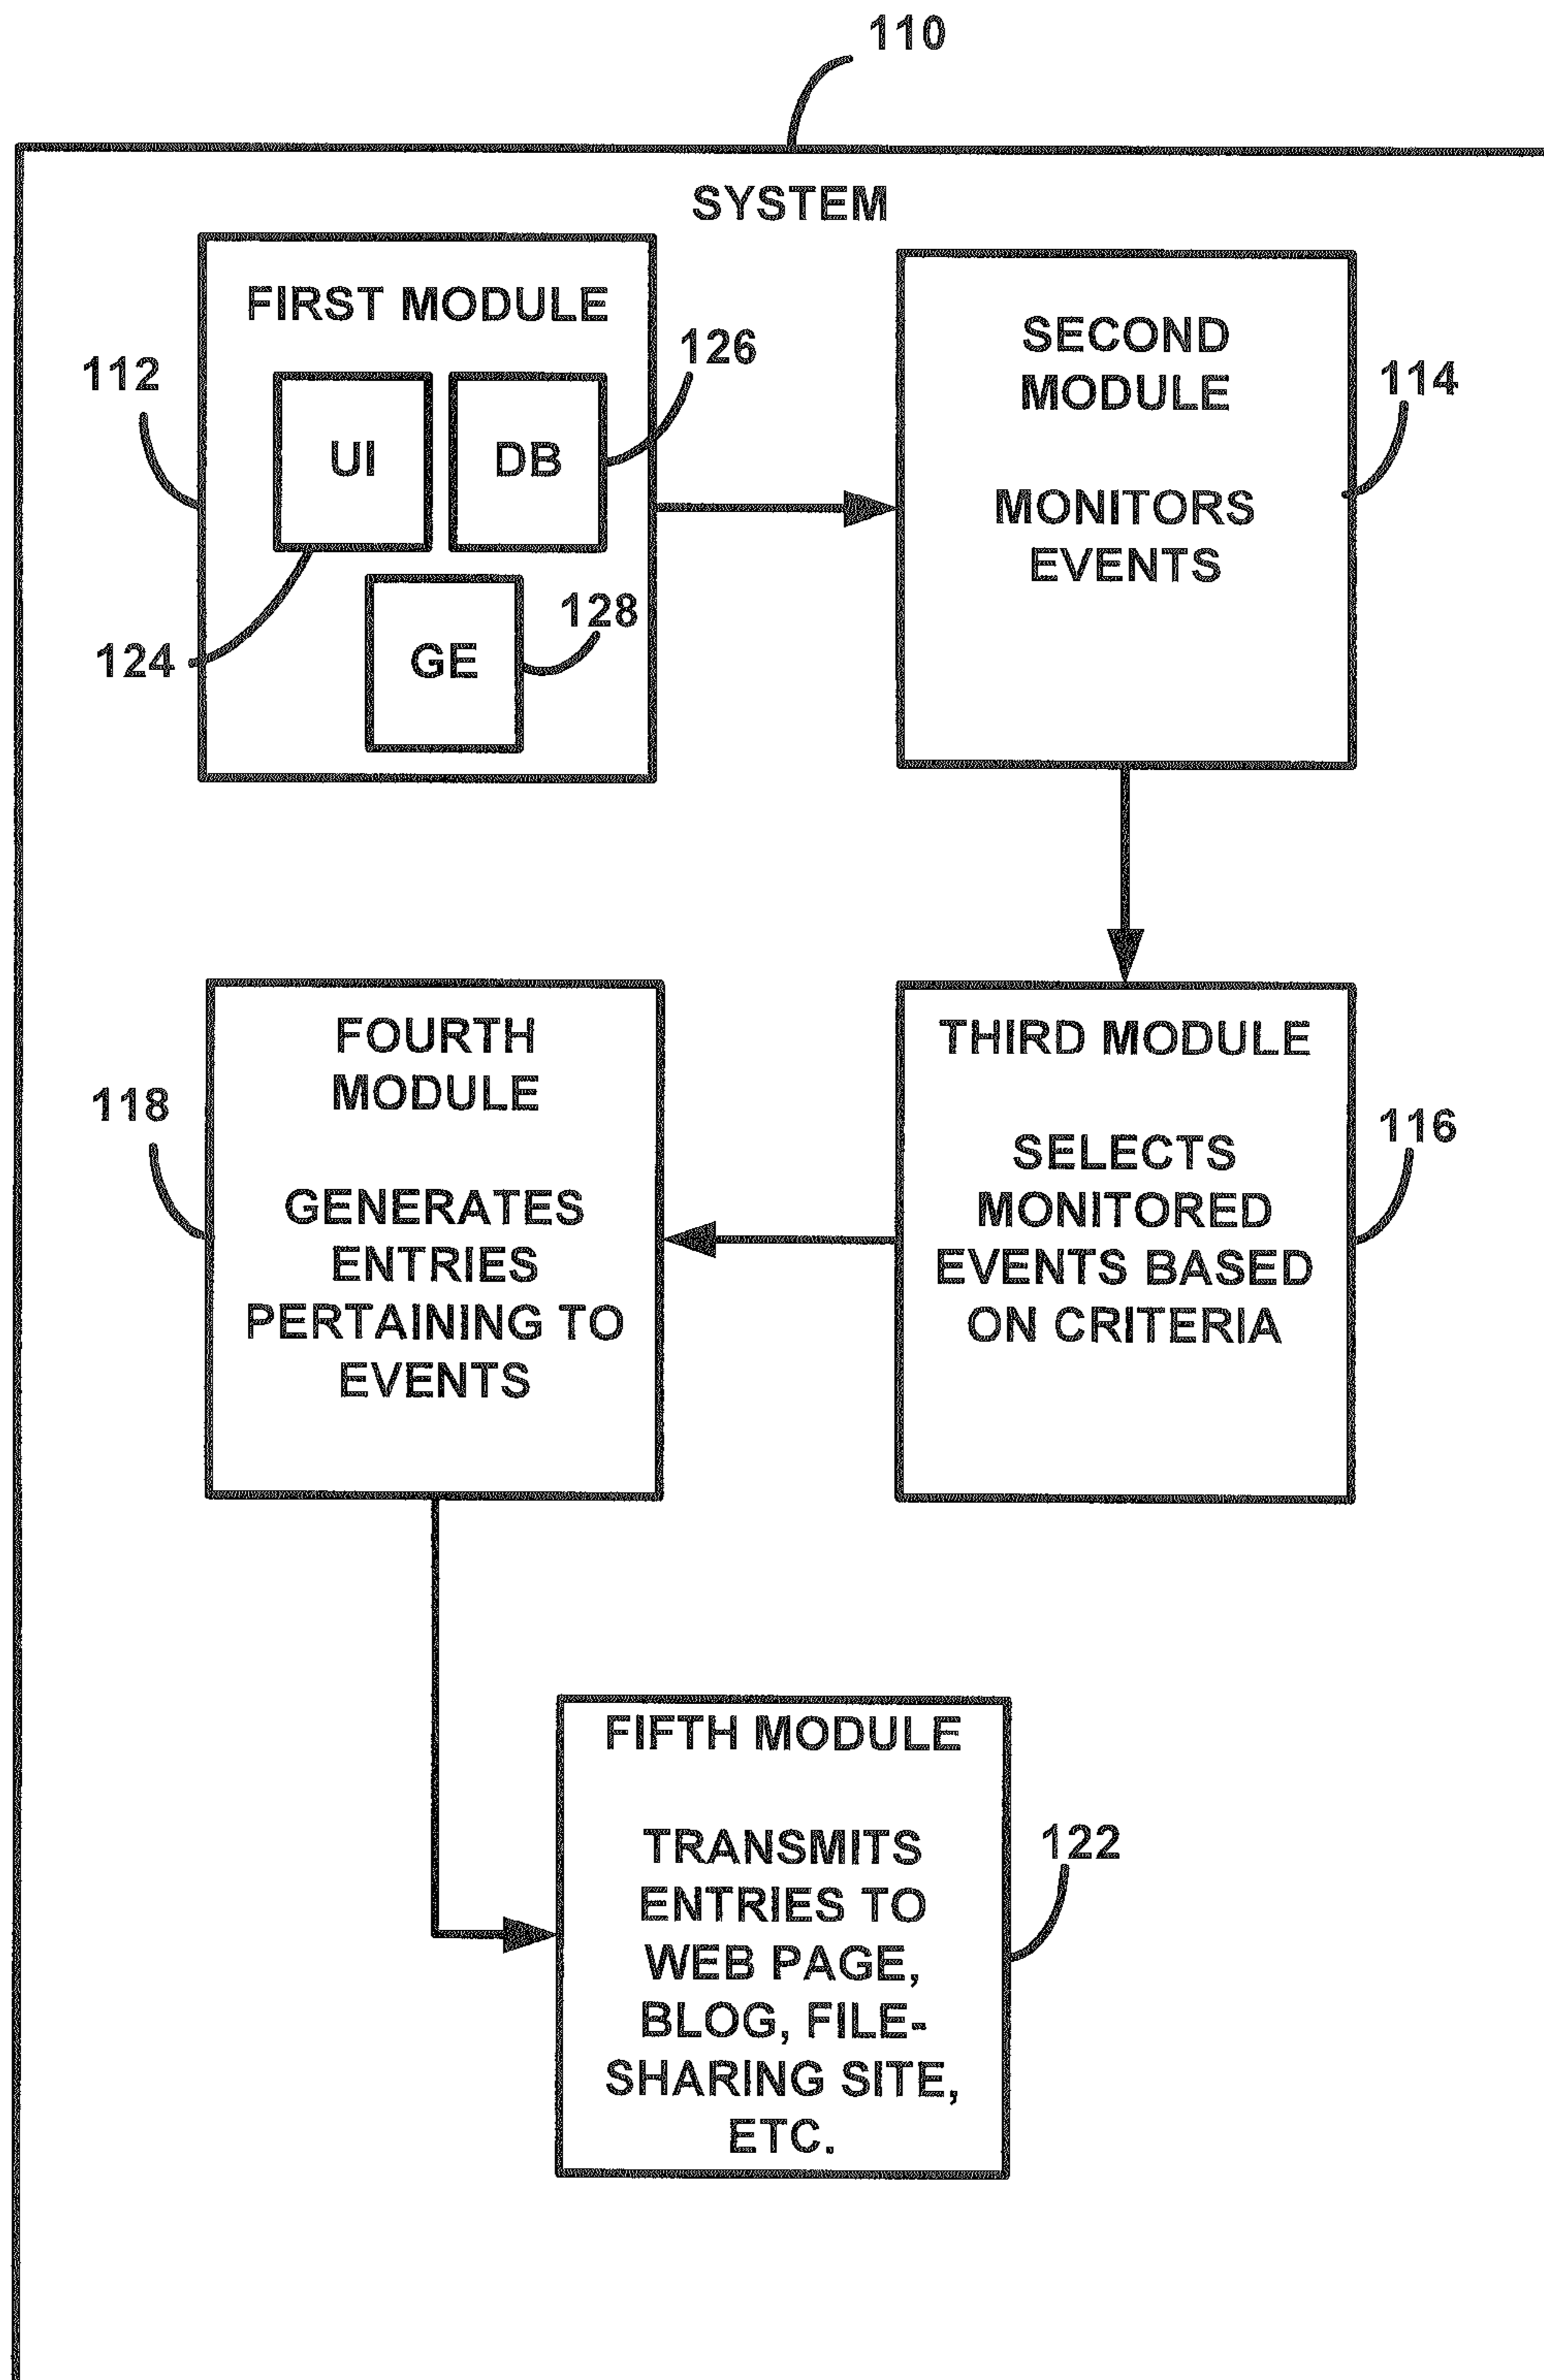 110
SYSTEM
FIRST MODULE
112
UI
DB
126
124
GE
128
SECOND
MODULE
MONITORS
EVENTS
114
FOURTH
MODULE
GENERATES
ENTRIES
PERTAINING TO
EVENTS
118
THIRD MODULE
SELECTS
MONITORED
EVENTS BASED
ON CRITERIA
116
FIFTH MODULE
TRANSMITS
ENTRIES TO
WEB PAGE,
BLOG, FILE-
SHARING SITE,
ETC.
122